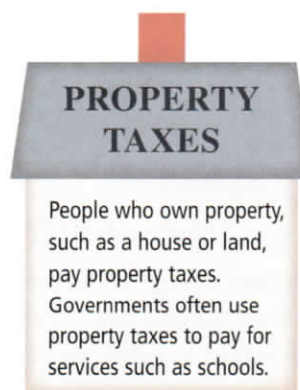 PROPERTY
TAXES
People who own property,
such as a house or land,
pay property taxes.
Governments often use
property taxes to pay for
services such as schools.